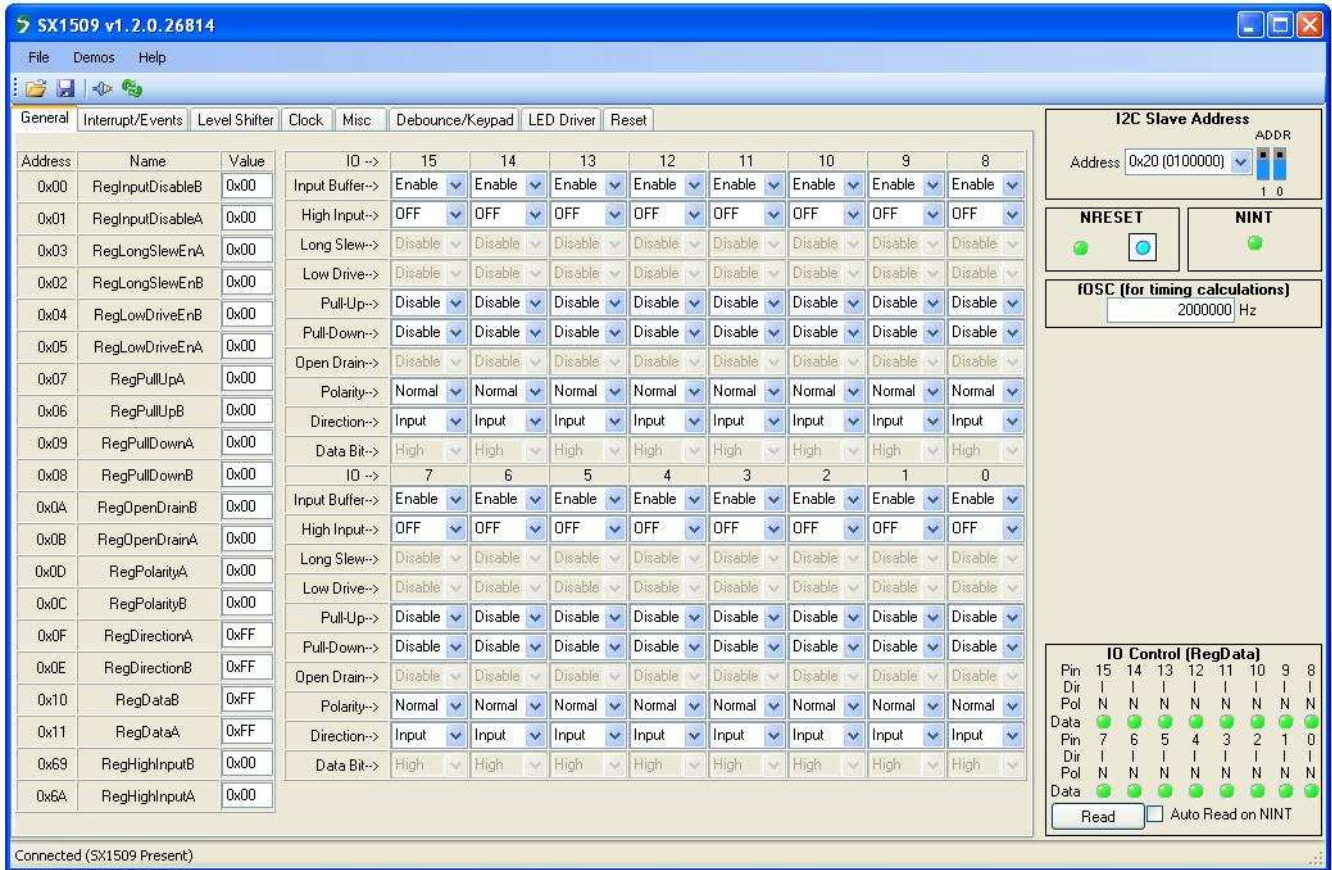 SX1509 v1.2.0.26814
File Demos Help
General Interrupt/Events Level Shifter Clock Misc Debounce/Keypad LED Driver Reset
Address Name Value
0x00 RegInputDisableB 0x00
0x01 RegInputDisableA 0x00
0x03 RegLongSlewEnA 0x00
0x02 RegLongSlewEnB 0x00
0x04 RegLowDriveEnB 0x00
0x05 RegLowDriveEnA 0x00
0x07 RegPullUpA 0x00
0x06 RegPullUpB 0x00
0x09 RegPullDownA 0x00
0x08 RegPullDownB 0x00
0x0A RegOpenDrainB 0x00
0x0B RegOpenDrainA 0x00
0x0D RegPolarityA 0x00
0x0C RegPolarityB 0x00
0x0F RegDirectionA 0xFF
0x0E RegDirectionB 0xFF
0x10 RegDataB 0xFF
0x11 RegDataA 0xFF
0x69 RegHighInputB 0x00
0x6A RegHighInputA 0x00
IO --> 15 14 13 12 11 10 9 8
Input Buffer--> Enable Enable Enable Enable Enable Enable Enable Enable
High Input--> OFF OFF OFF OFF OFF OFF OFF OFF
Long Slew--> Disable Disable Disable Disable Disable Disable Disable Disable
Low Drive--> Disable Disable Disable Disable Disable Disable Disable Disable
Pull-Up--> Disable Disable Disable Disable Disable Disable Disable Disable
Pull-Down--> Disable Disable Disable Disable Disable Disable Disable Disable
Open Drain--> Disable Disable Disable Disable Disable Disable Disable Disable
Polarity--> Normal Normal Normal Normal Normal Normal Normal Normal
Direction--> Input Input Input Input Input Input Input Input
Data Bit--> High High High High High High High High
IO --> 7 6 5 4 3 2 1 0
Input Buffer--> Enable Enable Enable Enable Enable Enable Enable Enable
High Input--> OFF OFF OFF OFF OFF OFF OFF OFF
Long Slew--> Disable Disable Disable Disable Disable Disable Disable Disable
Low Drive--> Disable Disable Disable Disable Disable Disable Disable Disable
Pull-Up--> Disable Disable Disable Disable Disable Disable Disable Disable
Pull-Down--> Disable Disable Disable Disable Disable Disable Disable Disable
Open Drain--> Disable Disable Disable Disable Disable Disable Disable Disable
Polarity--> Normal Normal Normal Normal Normal Normal Normal Normal
Direction--> Input Input Input Input Input Input Input Input
Data Bit--> High High High High High High High High
I2C Slave Address
ADDR
Address 0x20 (0100000)
1 0
NRESET NINT
fOSC (for timing calculations)
2000000 Hz
IO Control (RegData)
Pin 15 14 13 12 11 10 9 8
Dir I I I I I I I I
Pol N N N N N N N N
Data
Pin 7 6 5 4 3 2 1 0
Dir I I I I I I I I
Pol N N N N N N N N
Data
Read Auto Read on NINT
Connected (SX1509 Present)